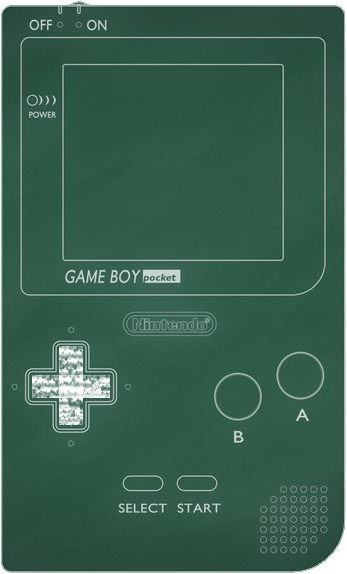 OFF ON
POWER
GAME BOY pocket
Nintendo®
A
B
SELECT START